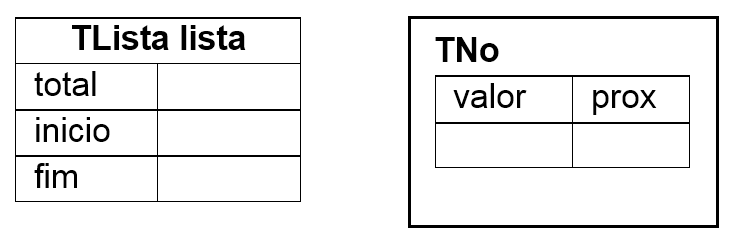 TLista lista
total
inicio
fim
TNo
valor prox